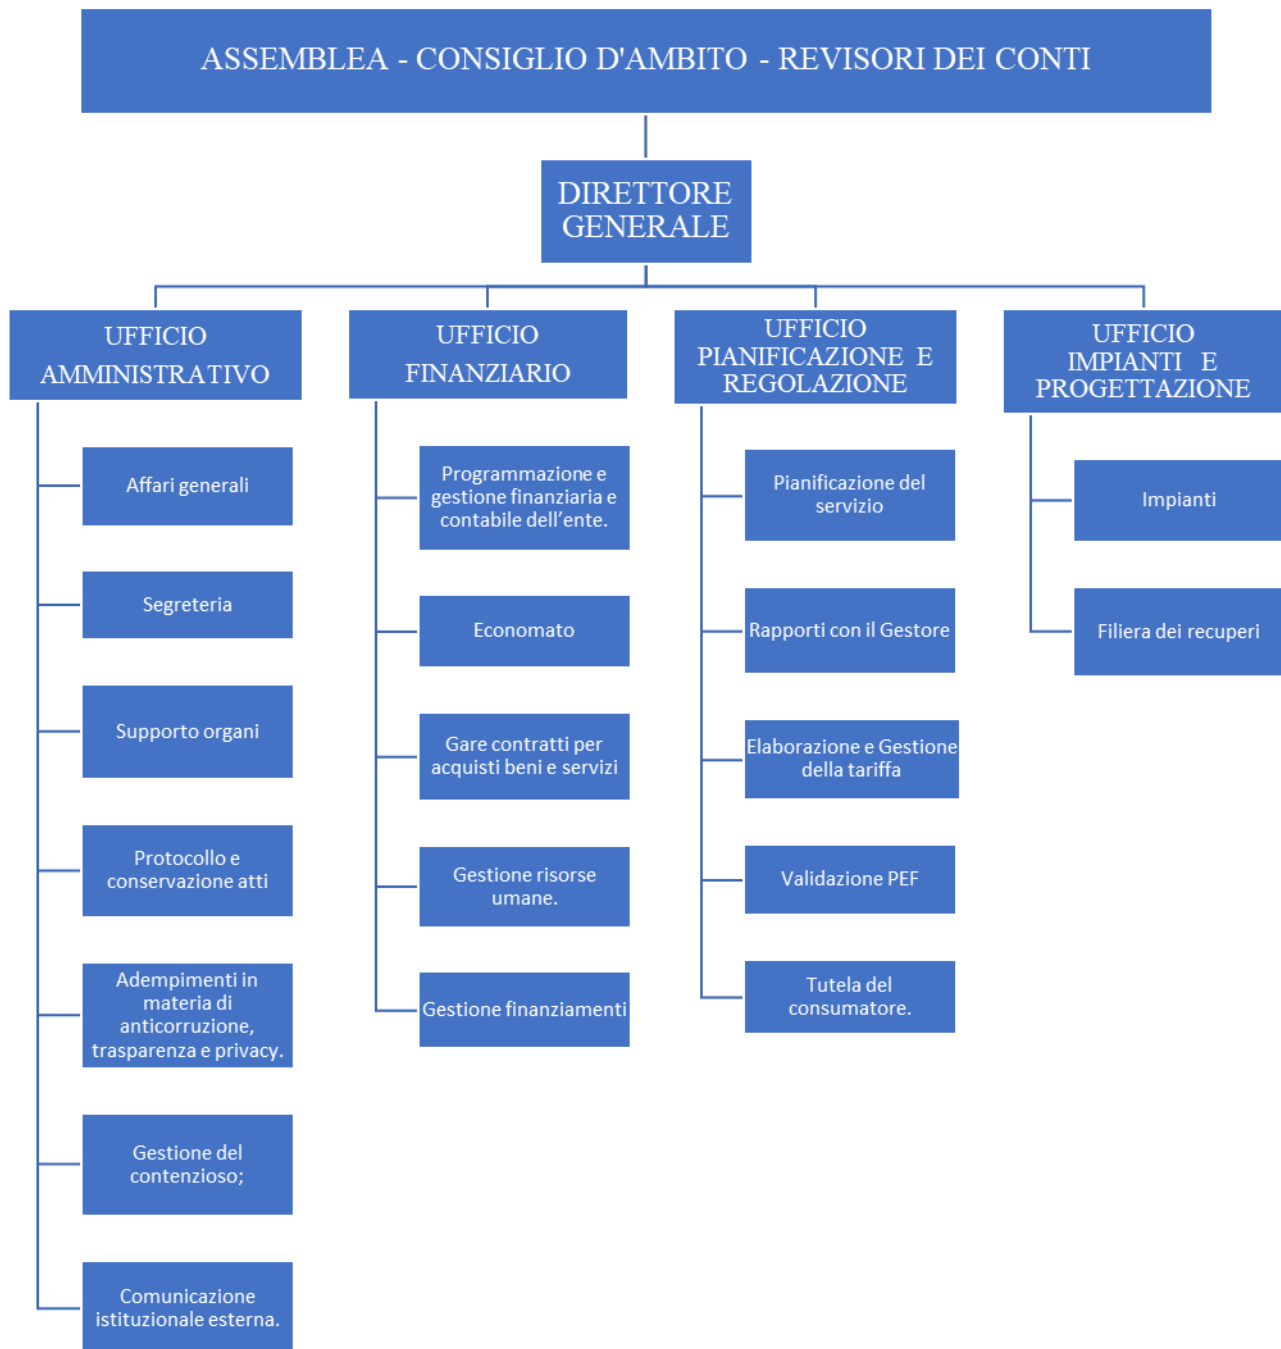 ASSEMBLEA - CONSIGLIO D'AMBITO - REVISORI DEI CONTI
DIRETTORE
GENERALE
UFFICIO
AMMINISTRATIVO
Affari generali
Segreteria
Supporto organi
Protocollo e
conservazione atti
Adempimenti in
materia di
anticorruzione,
trasparenza e privacy.
Gestione del
contenzioso;
Comunicazione
istituzionale esterna.
UFFICIO
FINANZIARIO
Programmazione e
gestione finanziaria e
contabile dell’ente.
Economato
Gare contratti per
acquisti beni e servizi
Gestione risorse
umane.
Gestione finanziamenti
UFFICIO
PIANIFICAZIONE E
REGOLAZIONE
Pianificazione del
servizio
Rapporti con il Gestore
Elaborazione e Gestione
della tariffa
Validazione PEF
Tutela del
consumatore.
UFFICIO
IMPIANTI E
PROGETTAZIONE
Impianti
Filiera dei recuperi